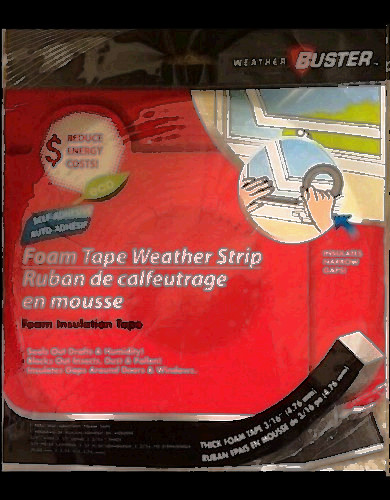 WEATHER BUSTER
$ REDUCE
ENERGY
COSTS!
eco
SELF-ADHESIVE
AUTO-ADHÉSIF
Foam Tape Weather Strip
Ruban de calfeutrage
en mousse
Foam Insulation Tape
INSULATES
NARROW
GAPS!
Seals Out Drafts & Humidity!
Blocks Out Insects, Dust & Pollen!
Insulates Gaps Around Doors & Windows.
THICK FOAM TAPE 3/16" (4.76 mm)
RUBAN ÉPAIS EN MOUSSE de 3/16 po (4.76 mm)